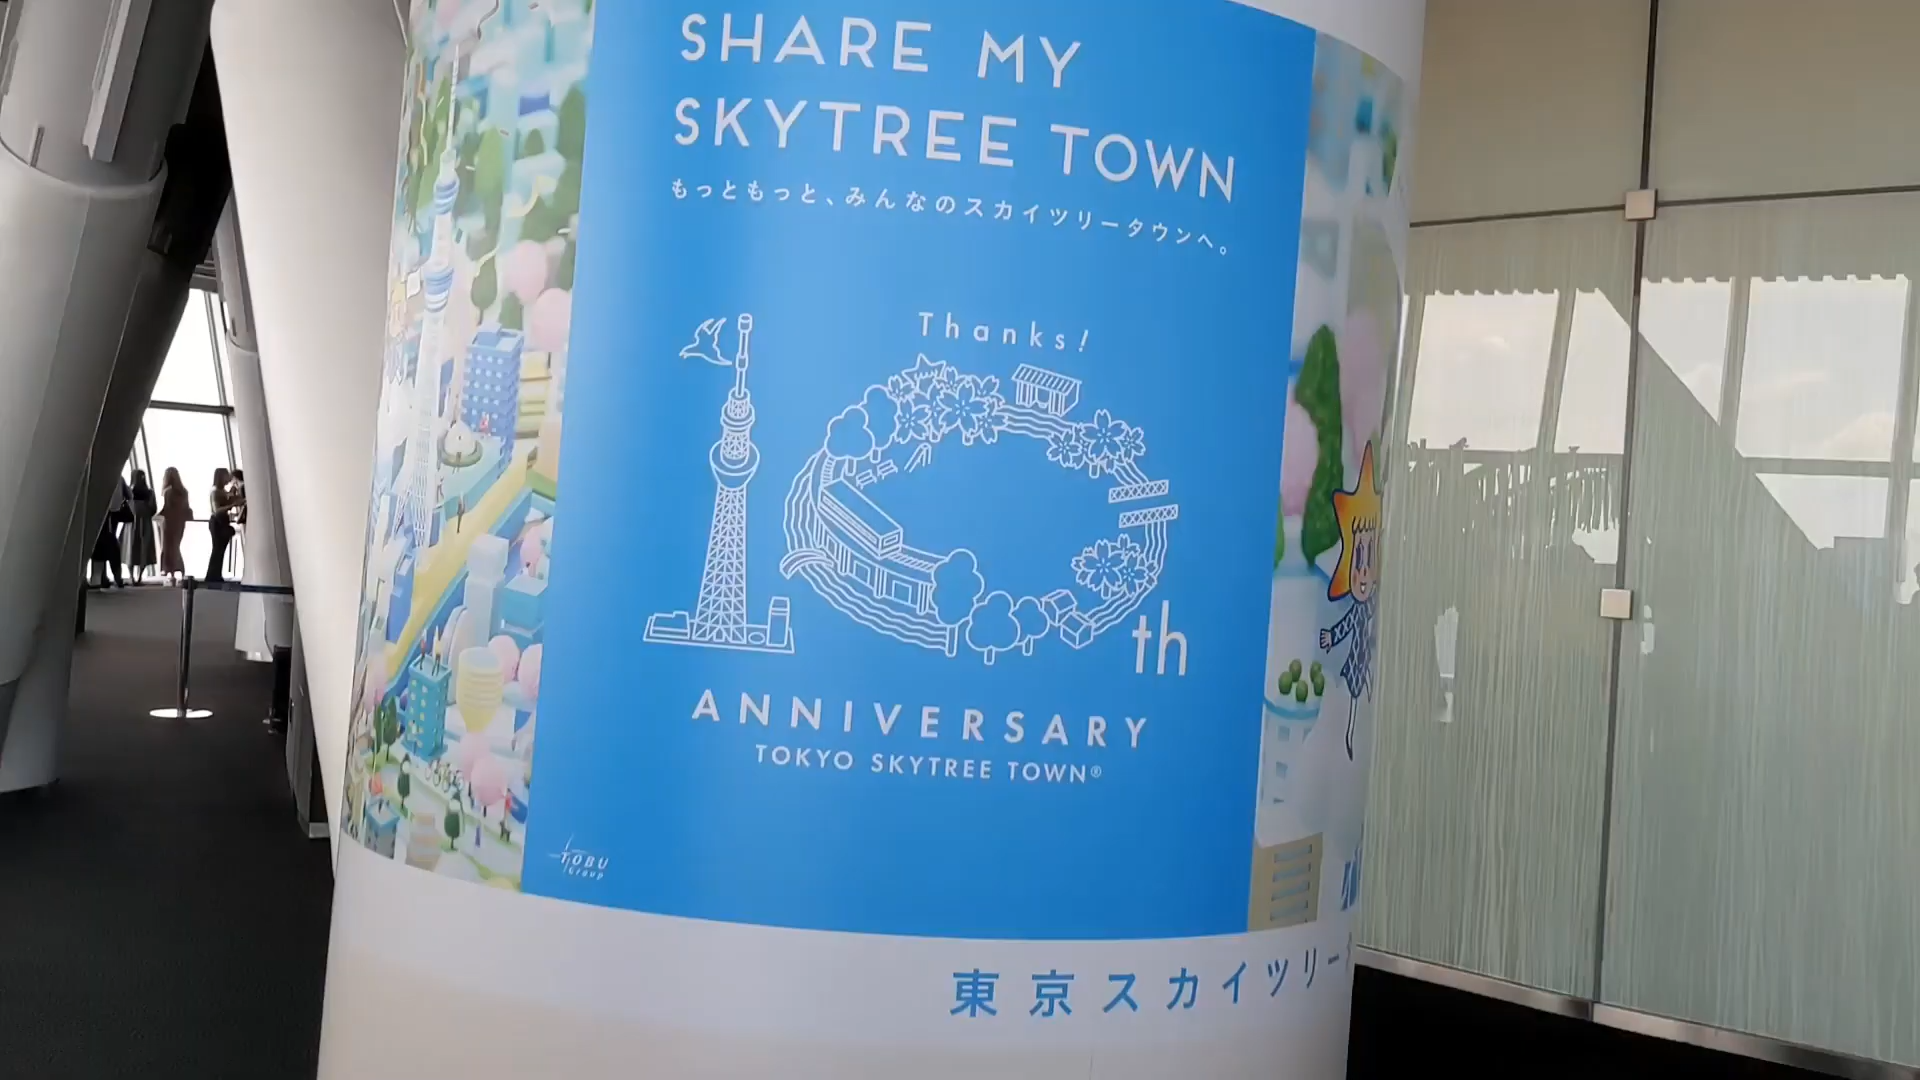 SHARE MY
SKYTREE TOWN
もっともっと、みんなのスカイツリータウンへ。
Thanks!
th
ANNIVERSARY
TOKYO SKYTREE TOWN®
TOBU
Group
東京スカイツリー